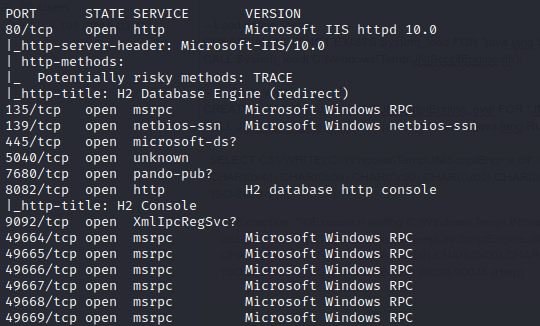 PORT STATE SERVICE VERSION
80/tcp open http Microsoft IIS httpd 10.0
|_http-server-header: Microsoft-IIS/10.0
| http-methods:
|_ Potentially risky methods: TRACE
|_http-title: H2 Database Engine (redirect)
135/tcp open msrpc Microsoft Windows RPC
139/tcp open netbios-ssn Microsoft Windows netbios-ssn
445/tcp open microsoft-ds?
5040/tcp open unknown
7680/tcp open pando-pub?
8082/tcp open http H2 database http console
|_http-title: H2 Console
9092/tcp open XmlIpcRegSvc?
49664/tcp open msrpc Microsoft Windows RPC
49665/tcp open msrpc Microsoft Windows RPC
49666/tcp open msrpc Microsoft Windows RPC
49667/tcp open msrpc Microsoft Windows RPC
49668/tcp open msrpc Microsoft Windows RPC
49669/tcp open msrpc Microsoft Windows RPC